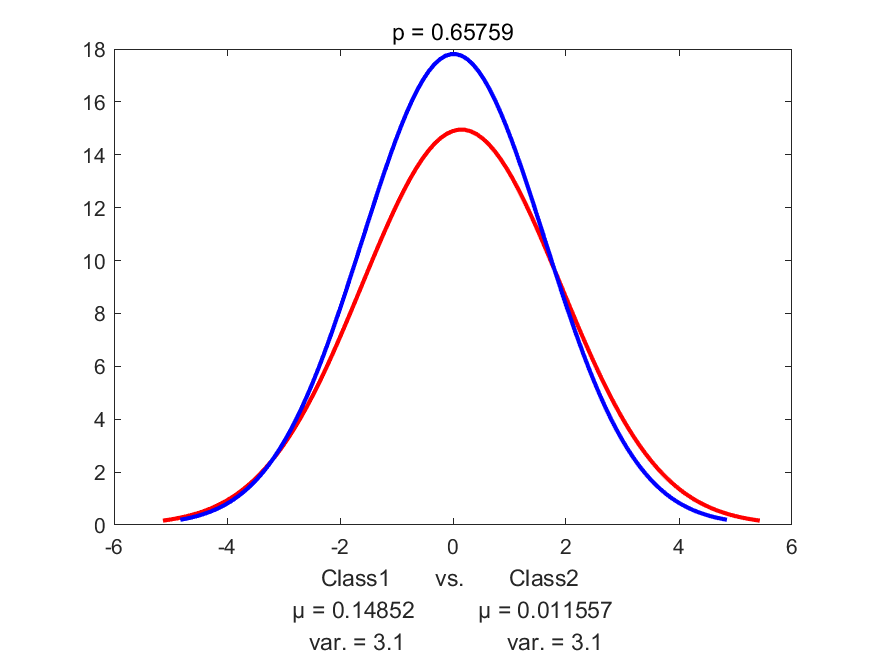 p = 0.65759
18
16
14
12
10
8
6
4
2
0
-6 -4 -2 0 2 4 6
Class1 vs. Class2
μ = 0.14852 μ = 0.011557
var. = 3.1 var. = 3.1